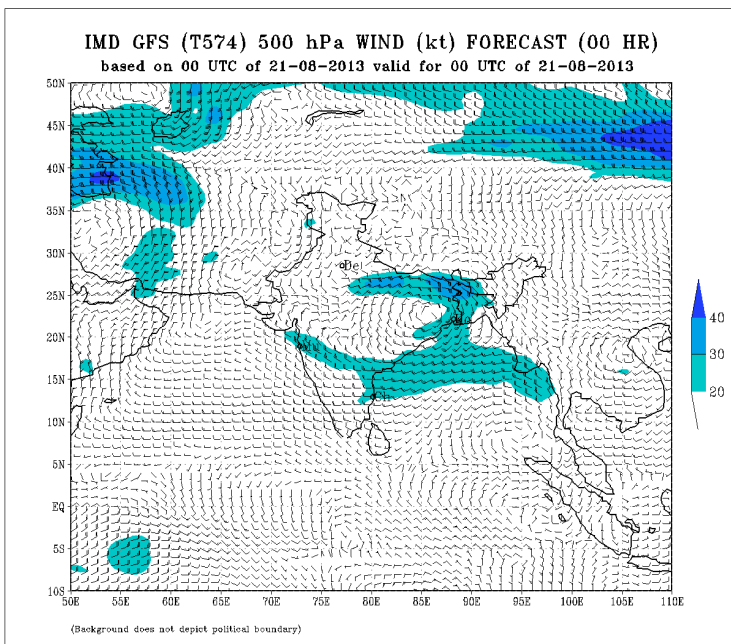 IMD GFS (T574) 500 hPa WIND (kt) FORECAST (00 HR)
based on 00 UTC of 21-08-2013 valid for 00 UTC of 21-08-2013
50N
45N
40N
35N
30N
25N
20N
15N
10N
5N
EQ
5S
10S
50E 55E 60E 65E 70E 75E 80E 85E 90E 95E 100E 105E 110E
40
30
20
(Background does not depict political boundary)